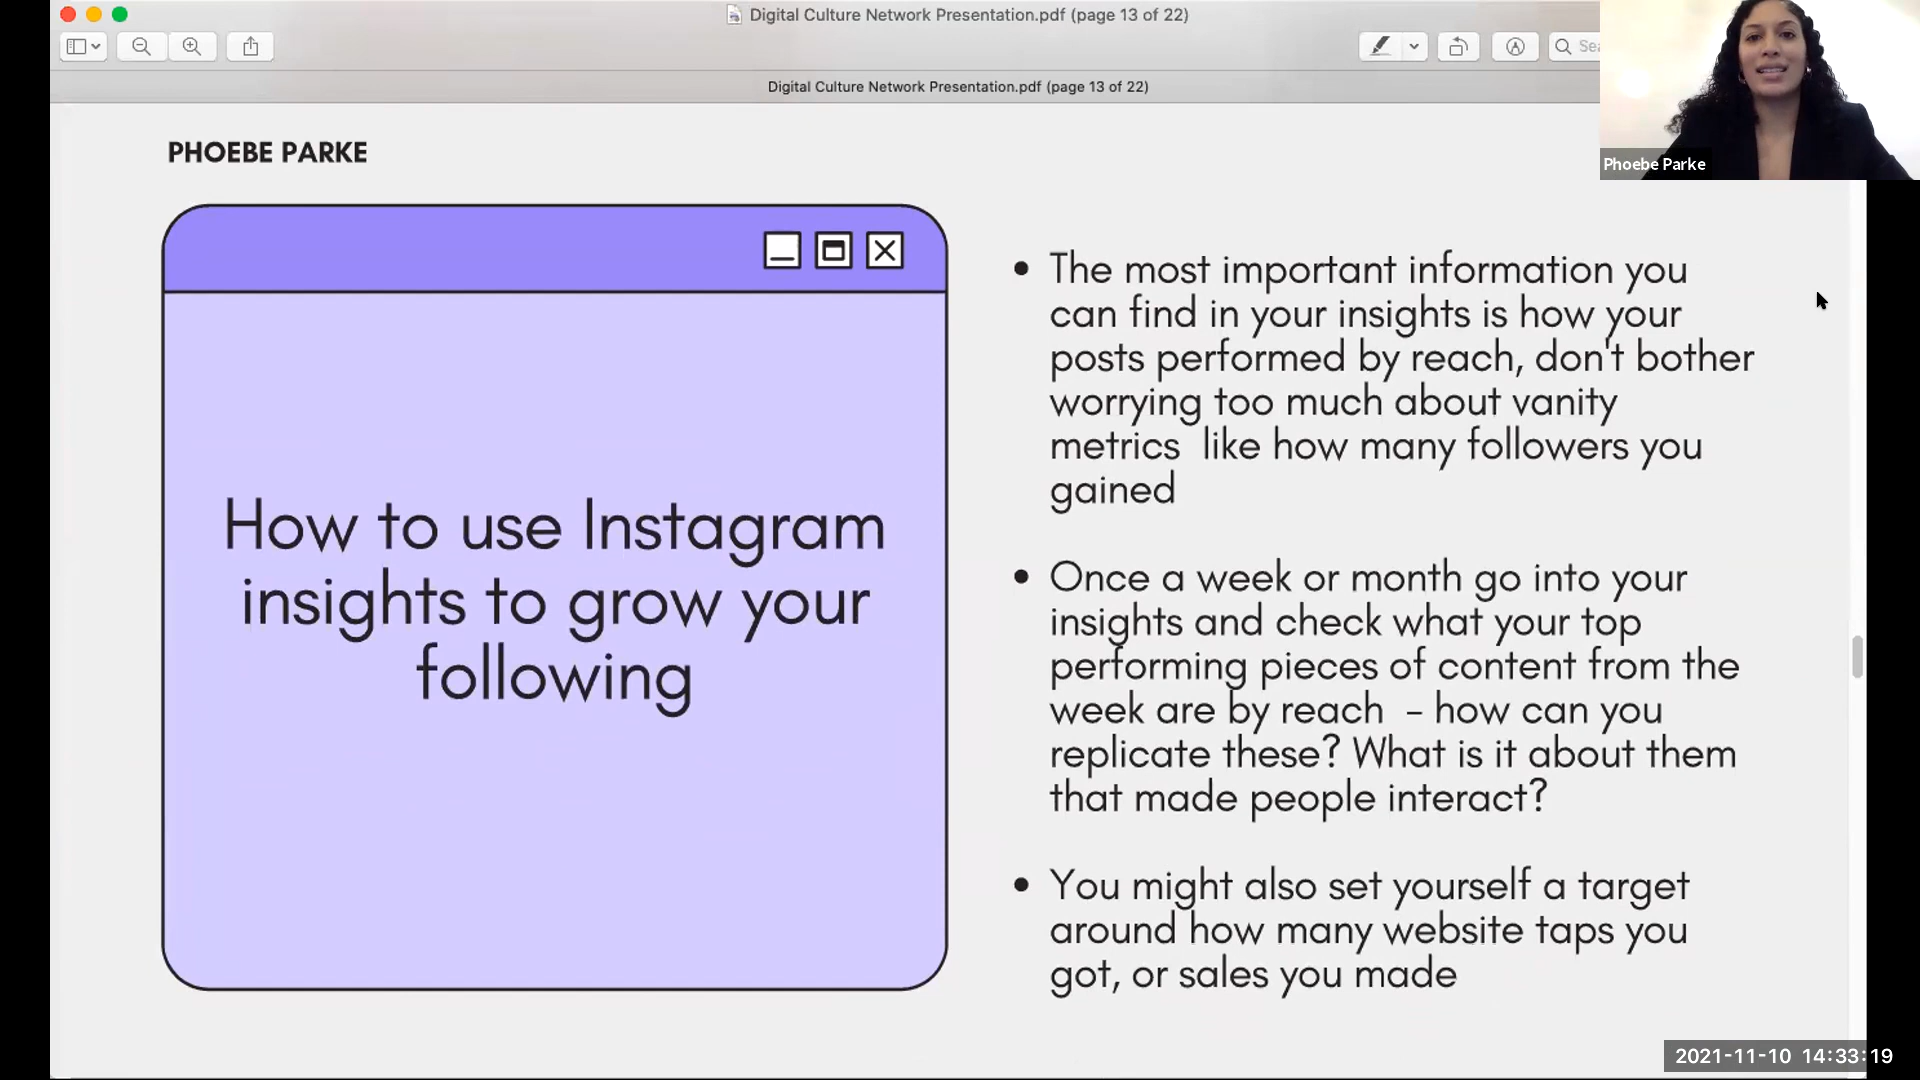 Digital Culture Network Presentation.pdf (page 13 of 22)
Digital Culture Network Presentation.pdf (page 13 of 22)
Phoebe Parke
PHOEBE PARKE
How to use Instagram
insights to grow your
following
• The most important information you
can find in your insights is how your
posts performed by reach, don't bother
worrying too much about vanity
metrics  like how many followers you
gained
• Once a week or month go into your
insights and check what your top
performing pieces of content from the
week are by reach  - how can you
replicate these? What is it about them
that made people interact?
• You might also set yourself a target
around how many website taps you
got, or sales you made
2021-11-10 14:33:19